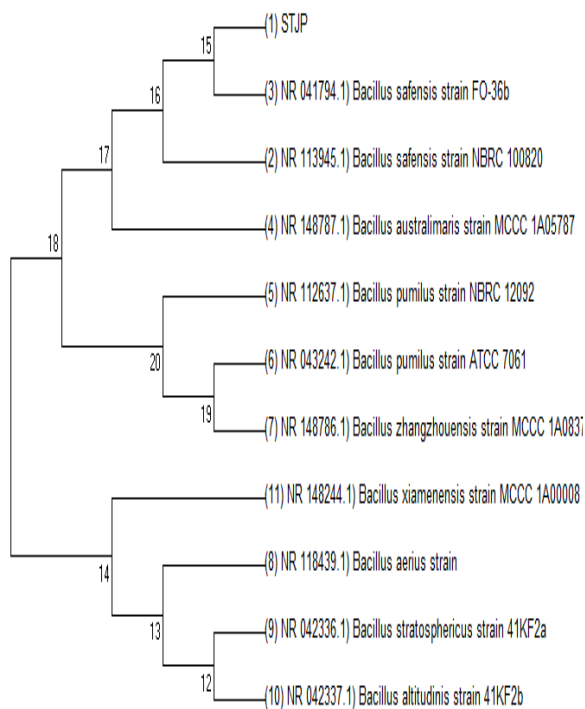 (1) STJP
15
(3) NR 041794.1) Bacillus safensis strain FO-36b
16
(2) NR 113945.1) Bacillus safensis strain NBRC 100820
17
(4) NR 148787.1) Bacillus australimaris strain MCCC 1A05787
18
(5) NR 112637.1) Bacillus pumilus strain NBRC 12092
20
(6) NR 043242.1) Bacillus pumilus strain ATCC 7061
19
(7) NR 148786.1) Bacillus zhangzhouensis strain MCCC 1A0837
(11) NR 148244.1) Bacillus xiamenensis strain MCCC 1A00008
14
(8) NR 118439.1) Bacillus aerius strain
13
(9) NR 042336.1) Bacillus stratosphericus strain 41KF2a
12
(10) NR 042337.1) Bacillus altitudinis strain 41KF2b